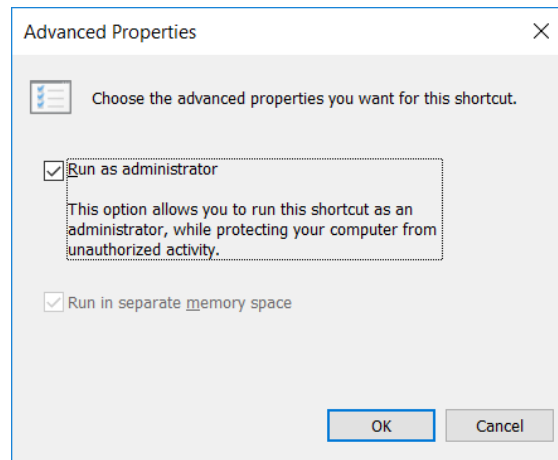 Advanced Properties
Choose the advanced properties you want for this shortcut.
Run as administrator
This option allows you to run this shortcut as an
administrator, while protecting your computer from
unauthorized activity.
Run in separate memory space
OK
Cancel